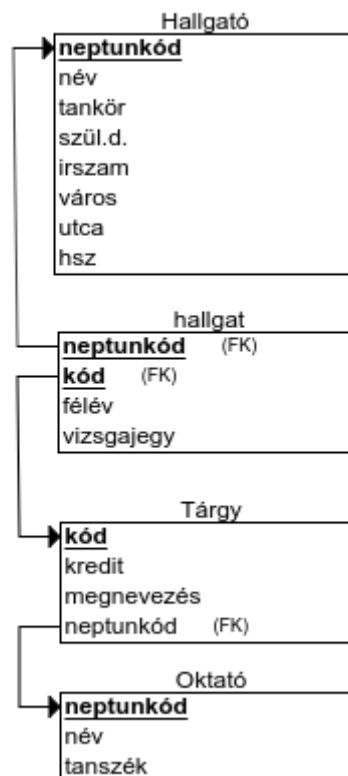 Hallgató
neptunkód
név
tankör
szül.d.
irszam
város
utca
hsz
hallgat
neptunkód (FK)
kód (FK)
félév
vizsgajegy
Tárgy
kód
kredit
megnevezés
neptunkód (FK)
Oktató
neptunkód
név
tanszék